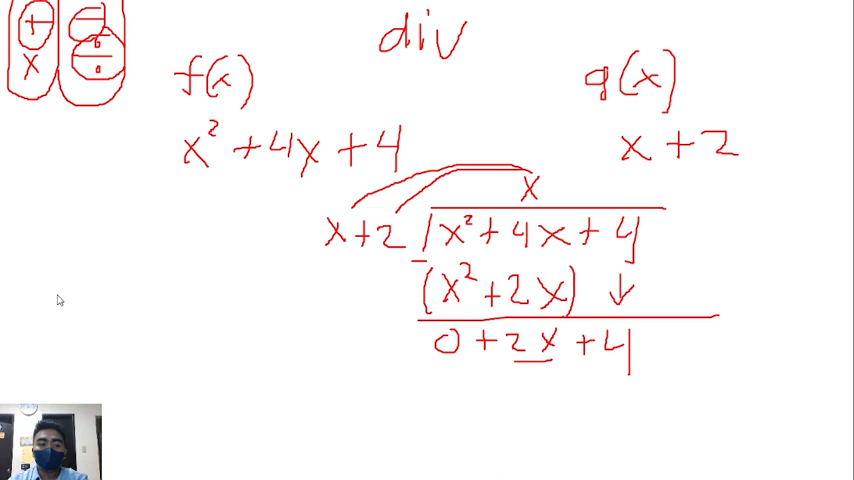 + -
x ÷
div
f(x) g(x)
x² + 4x + 4 x + 2
x
x + 2 / x² + 4x + 4
(x² + 2x) ↓
0 + 2x + 4